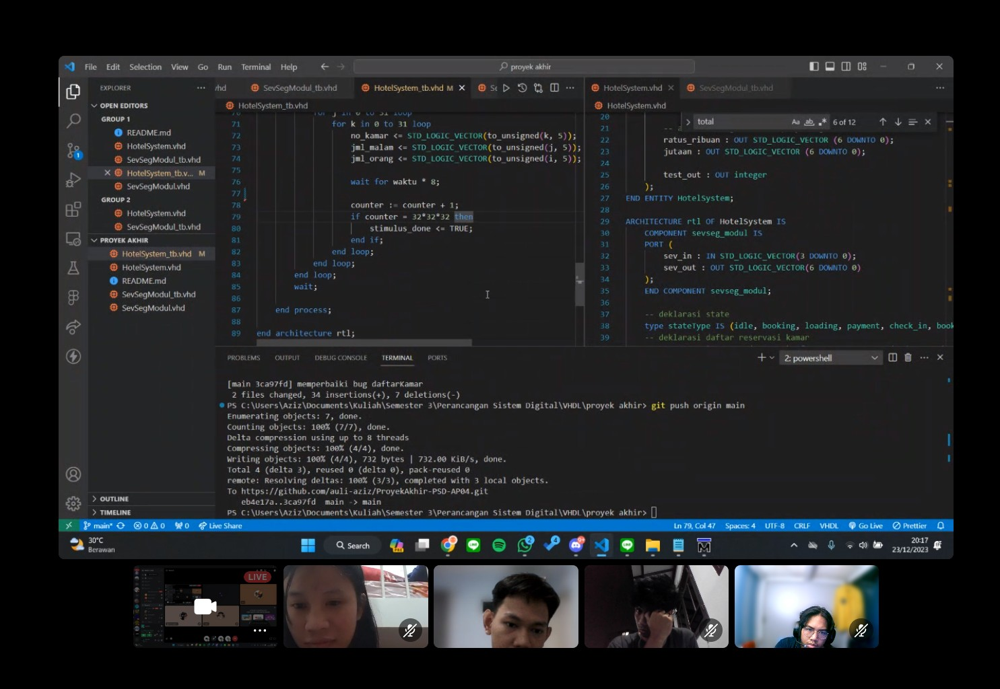 File Edit Selection View Go Run Terminal Help
proyek akhir
EXPLORER
OPEN EDITORS
GROUP 1
README.md
HotelSystem.vhd
SevSegModul_tb.vhd
HotelSystem_tb.v... M
SevSegModul.vhd
GROUP 2
HotelSystem.vhd
SevSegModul_tb.vhd
PROYEK AKHIR
HotelSystem_tb.vhd M
HotelSystem.vhd
README.md
SevSegModul_tb.vhd
SevSegModul.vhd
OUTLINE
TIMELINE
SevSegModul_tb.vhd
HotelSystem_tb.vhd M
HotelSystem_tb.vhd
70 for j in 0 to 31 loop
71 for k in 0 to 31 loop
72 no_kamar <= STD_LOGIC_VECTOR(to_unsigned(k, 5));
73 jml_malam <= STD_LOGIC_VECTOR(to_unsigned(j, 5));
74 jml_orang <= STD_LOGIC_VECTOR(to_unsigned(i, 5));
75
76 wait for waktu * 8;
77
78 counter := counter + 1;
79 if counter = 32*32*32 then
80 stimulus_done <= TRUE;
81 end if;
82 end loop;
83 end loop;
84 end loop;
85 wait;
86
87 end process;
88
89 end architecture rtl;
HotelSystem.vhd
SevSegModul_tb.vhd
HotelSystem.vhd
total
Aa ab 6 of 12
20
21
22 ratus_ribuan : OUT STD_LOGIC_VECTOR (6 DOWNTO 0);
23 jutaan : OUT STD_LOGIC_VECTOR (6 DOWNTO 0);
24
25 test_out : OUT integer
26 );
27 END ENTITY HotelSystem;
28
29 ARCHITECTURE rtl OF HotelSystem IS
30 COMPONENT sevseg_modul IS
31 PORT (
32 sev_in : IN STD_LOGIC_VECTOR(3 DOWNTO 0);
33 sev_out : OUT STD_LOGIC_VECTOR(6 DOWNTO 0)
34 );
35 END COMPONENT sevseg_modul;
36
37 -- deklarasi state
38 type stateType IS (idle, booking, loading, payment, check_in, book
39 -- deklarasi daftar reservasi kamar
PROBLEMS OUTPUT DEBUG CONSOLE TERMINAL PORTS
2: powershell
[main 3ca97fd] memperbaiki bug daftarKamar
2 files changed, 34 insertions(+), 7 deletions(-)
PS C:\Users\Aziz\Documents\Kuliah\Semester 3\Perancangan Sistem Digital\VHDL\proyek akhir> git push origin main
Enumerating objects: 7, done.
Counting objects: 100% (7/7), done.
Delta compression using up to 8 threads
Compressing objects: 100% (4/4), done.
Writing objects: 100% (4/4), 732 bytes | 732.00 KiB/s, done.
Total 4 (delta 3), reused 0 (delta 0), pack-reused 0
remote: Resolving deltas: 100% (3/3), completed with 3 local objects.
To https://github.com/auli-aziz/ProyekAkhir-PSD-AP04.git
eb4e17a..3ca97fd main -> main
PS C:\Users\Aziz\Documents\Kuliah\Semester 3\Perancangan Sistem Digital\VHDL\proyek akhir>
main* 0 0 0 Live Share
Ln 79, Col 47 Spaces: 4 UTF-8 CRLF VHDL Go Live Prettier
30°C
Berawan
Search
20:17
23/12/2023
LIVE